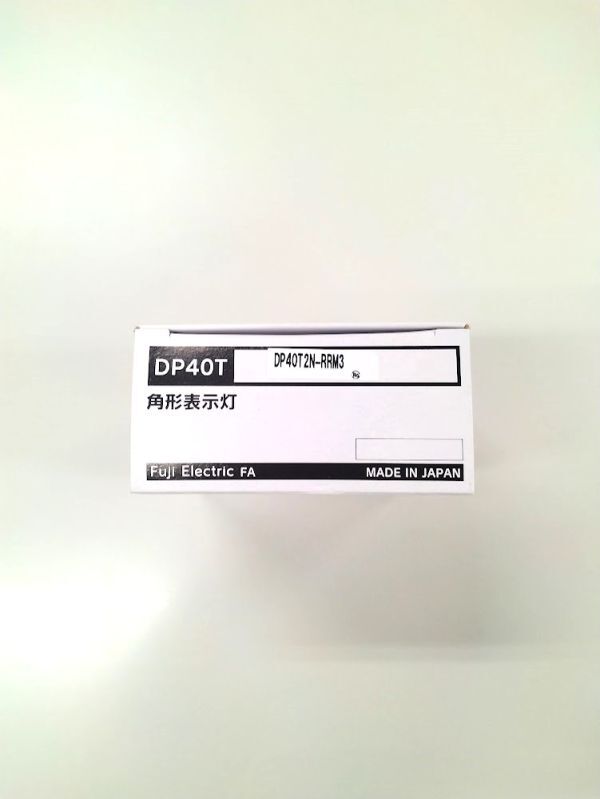 DP40T DP40T2N-RRM3
角形表示灯
Fuji Electric FA MADE IN JAPAN